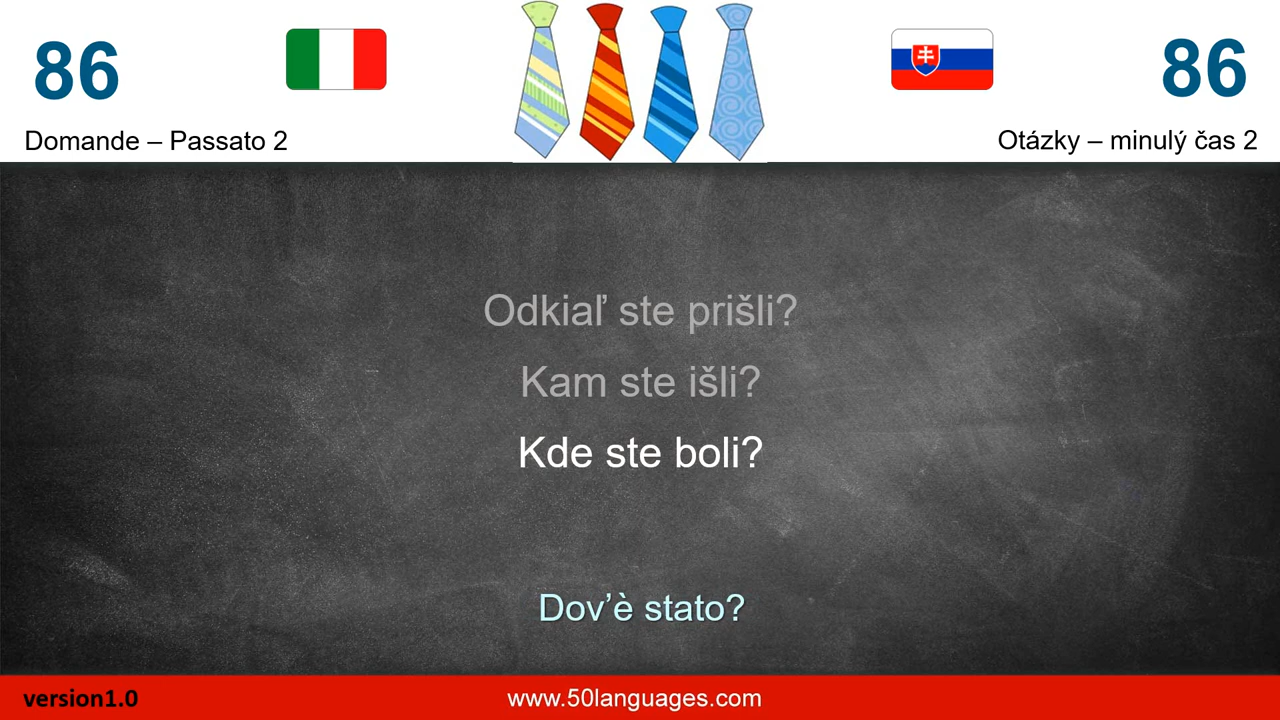 86
86
Domande – Passato 2
Otázky – minulý čas 2
Odkiaľ ste prišli?
Kam ste išli?
Kde ste boli?
Dov’è stato?
version1.0
www.50languages.com